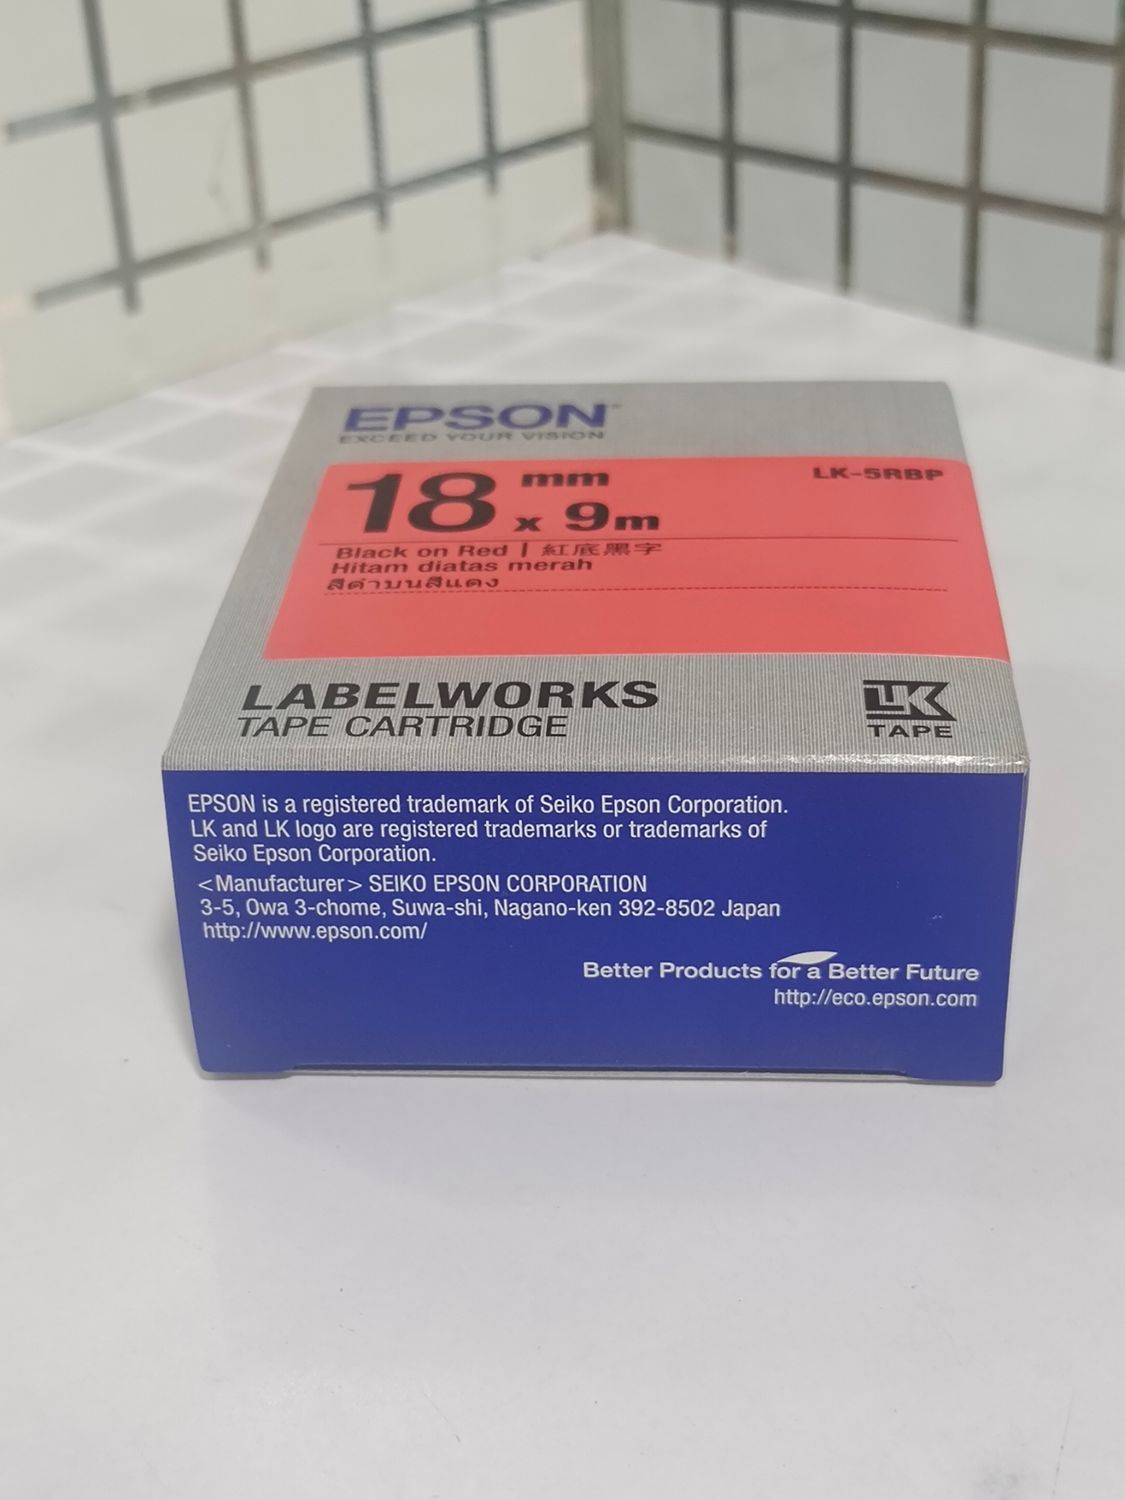 EPSON
EXCEED YOUR VISION
18 mm x 9m
LK-5RBP
Black on Red | 紅底黑字
Hitam diatas merah
สีดำบนสีแดง
LABELWORKS
TAPE CARTRIDGE
LK
TAPE
EPSON is a registered trademark of Seiko Epson Corporation.
LK and LK logo are registered trademarks or trademarks of
Seiko Epson Corporation.
<Manufacturer> SEIKO EPSON CORPORATION
3-5, Owa 3-chome, Suwa-shi, Nagano-ken 392-8502 Japan
http://www.epson.com/
Better Products for a Better Future
http://eco.epson.com